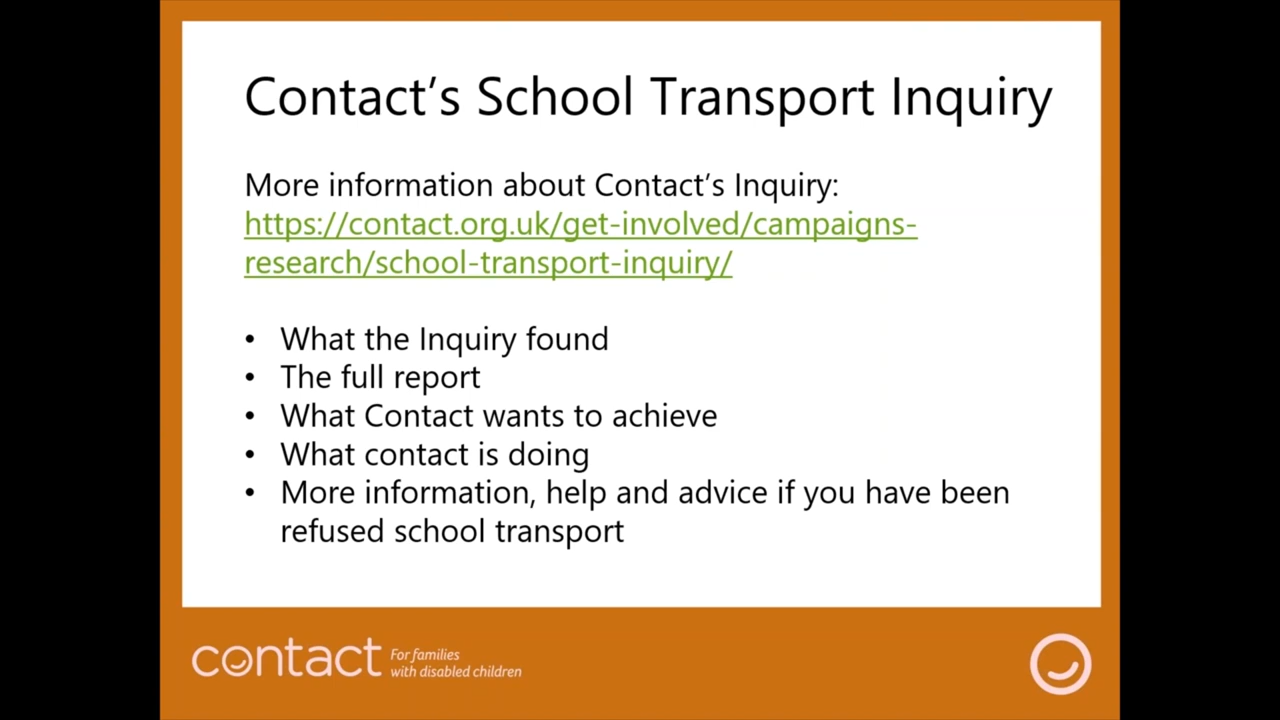 Contact’s School Transport Inquiry
More information about Contact’s Inquiry:
https://contact.org.uk/get-involved/campaigns-
research/school-transport-inquiry/
• What the Inquiry found
• The full report
• What Contact wants to achieve
• What contact is doing
• More information, help and advice if you have been
refused school transport
contact
For families
with disabled children